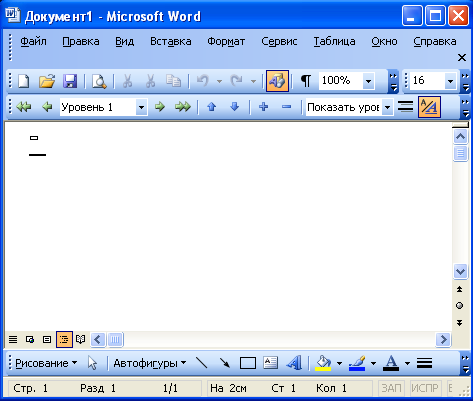 Документ1 - Microsoft Word
Файл Правка Вид Вставка Формат Сервис Таблица Окно Справка
100% 16
Уровень 1 Показать уров
Рисование Автофигуры
Стр. 1 Разд 1 1/1 На 2см Ст 1 Кол 1 ЗАП ИСПР